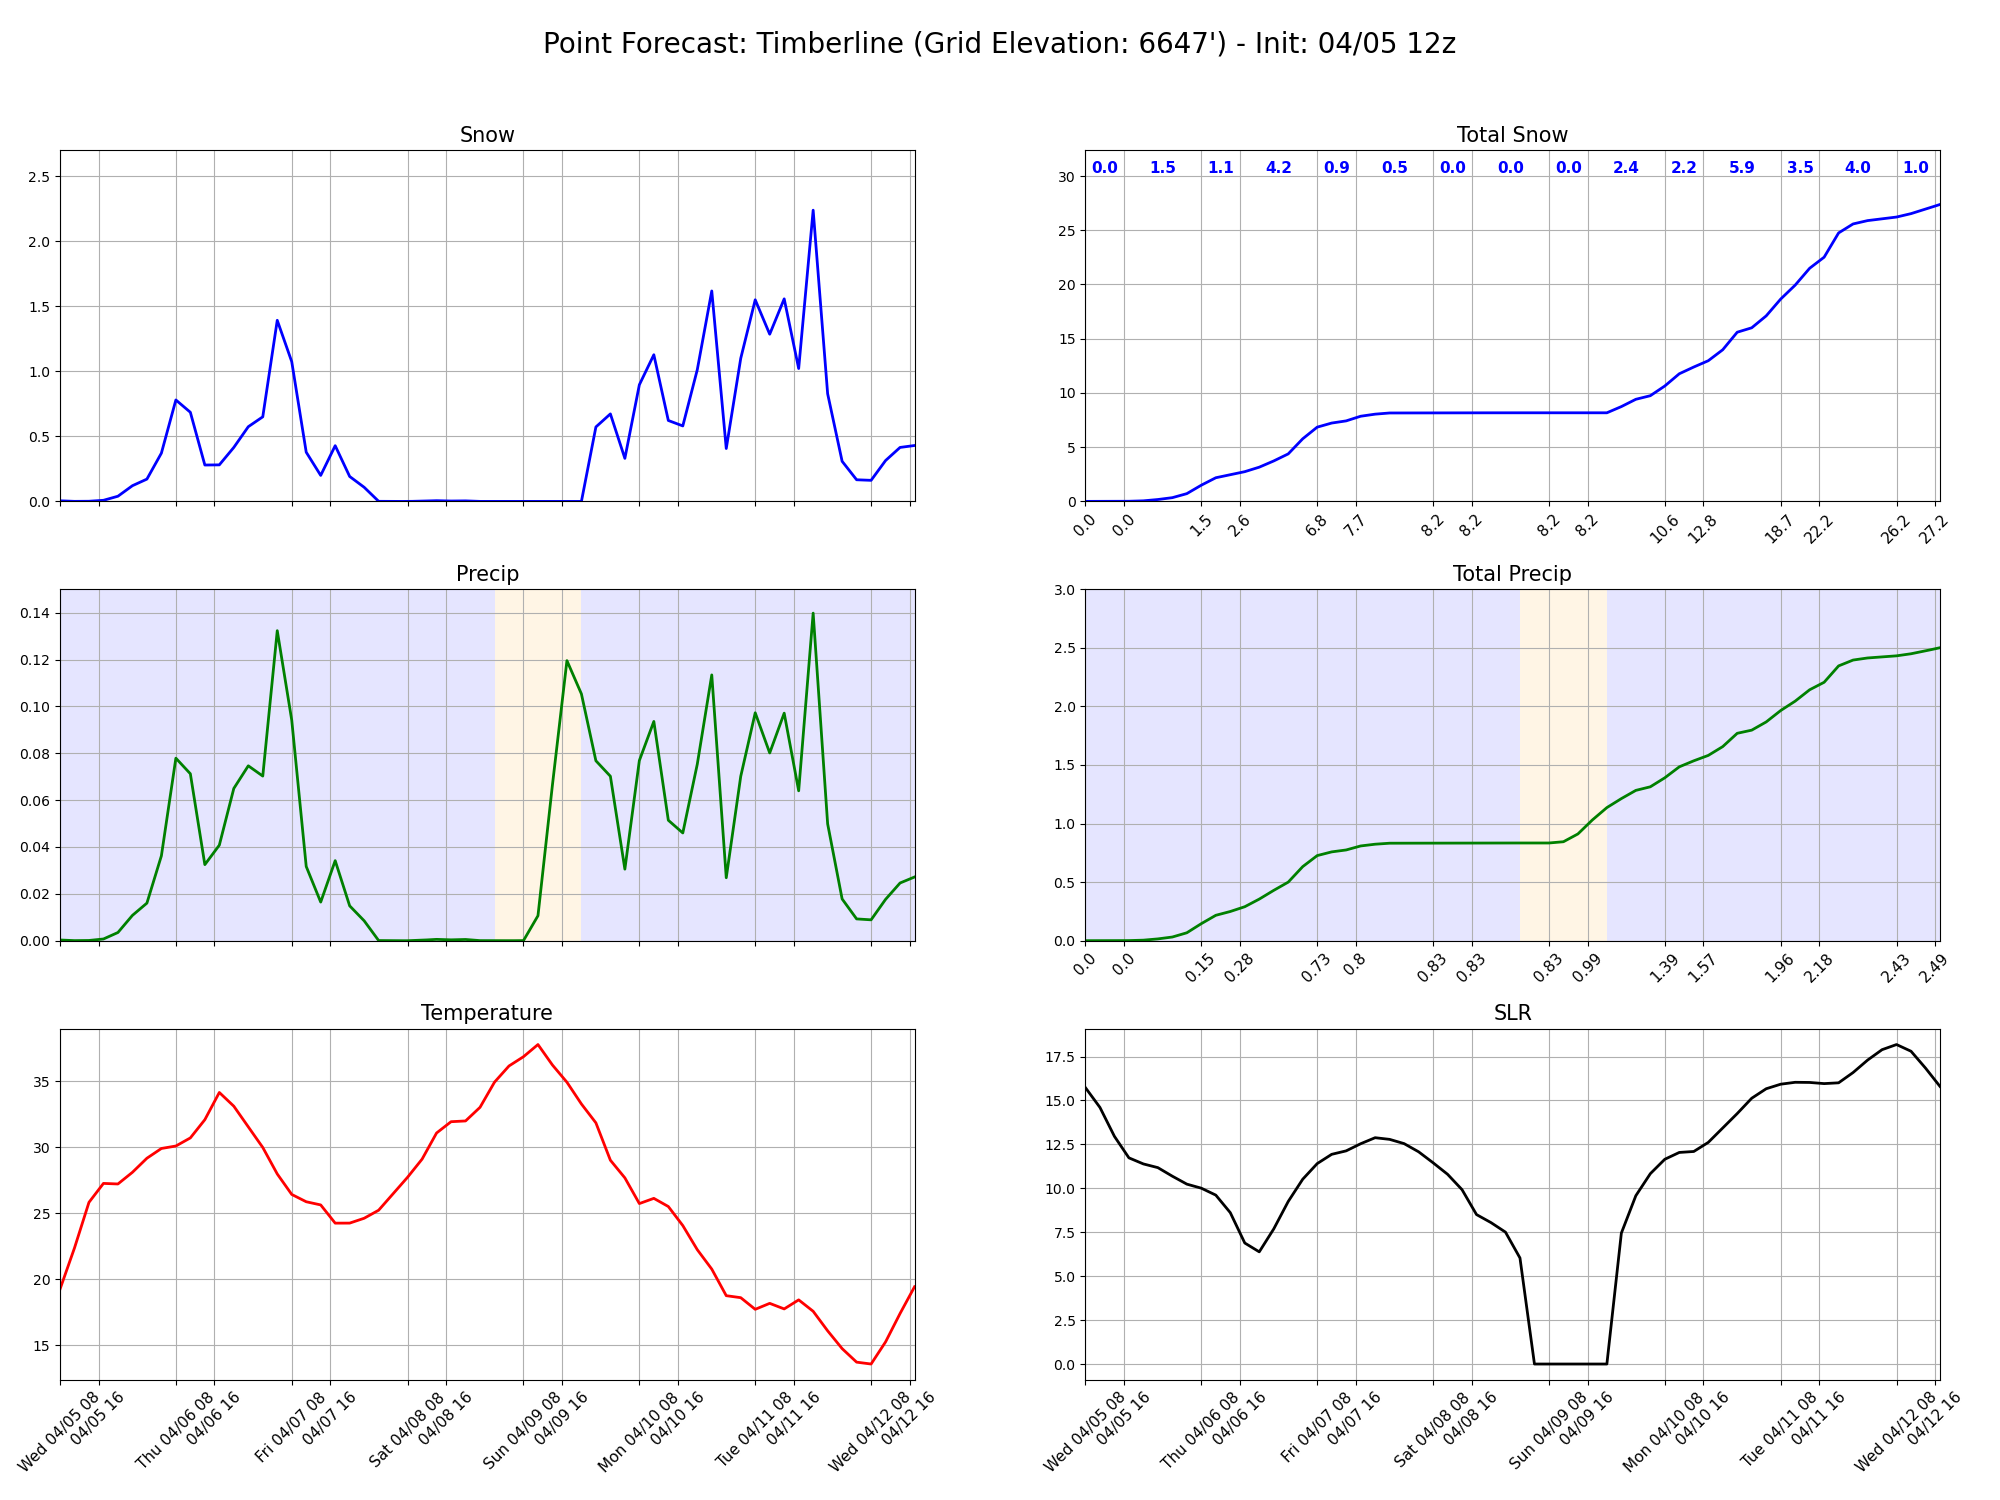 Point Forecast: Timberline (Grid Elevation: 6647') - Init: 04/05 12z
Snow
2.5
2.0
1.5
1.0
0.5
0.0
Total Snow
0.0 1.5 1.1 4.2 0.9 0.5 0.0 0.0 0.0 2.4 2.2 5.9 3.5 4.0 1.0
30
25
20
15
10
5
0
0.0 0.0 1.5 2.6 6.8 7.7 8.2 8.2 8.2 8.2 10.6 12.8 18.7 22.2 26.2 27.2
Precip
0.14
0.12
0.10
0.08
0.06
0.04
0.02
0.00
Total Precip
3.0
2.5
2.0
1.5
1.0
0.5
0.0
0.0 0.0 0.15 0.28 0.73 0.8 0.83 0.83 0.83 0.99 1.39 1.57 1.96 2.18 2.43 2.49
Temperature
35
30
25
20
15
Wed 04/05 08
04/05 16
Thu 04/06 08
04/06 16
Fri 04/07 08
04/07 16
Sat 04/08 08
04/08 16
Sun 04/09 08
04/09 16
Mon 04/10 08
04/10 16
Tue 04/11 08
04/11 16
Wed 04/12 08
04/12 16
SLR
17.5
15.0
12.5
10.0
7.5
5.0
2.5
0.0
Wed 04/05 08
04/05 16
Thu 04/06 08
04/06 16
Fri 04/07 08
04/07 16
Sat 04/08 08
04/08 16
Sun 04/09 08
04/09 16
Mon 04/10 08
04/10 16
Tue 04/11 08
04/11 16
Wed 04/12 08
04/12 16